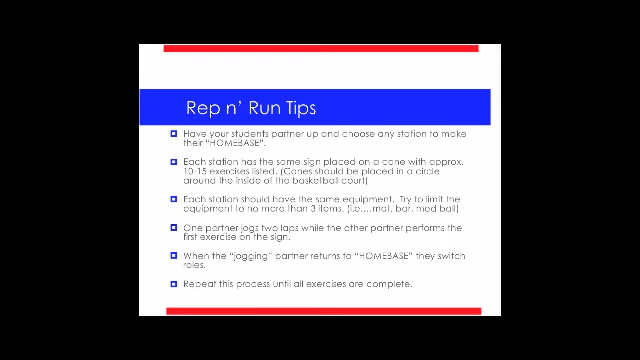 Rep n' Run Tips
Have your students partner up and choose any station to make
their "HOMEBASE".
Each station has the same sign placed on a cone with approx.
10-15 exercises listed. (Cones should be placed in a circle
around the inside of the basketball court)
Each station should have the same equipment. Try to limit the
equipment to no more than 3 items. (i.e....mat, bar, med ball)
One partner jogs two laps while the other partner performs the
first exercise on the sign.
When the "jogging" partner returns to "HOMEBASE" they switch
roles.
Repeat this process until all exercises are complete.